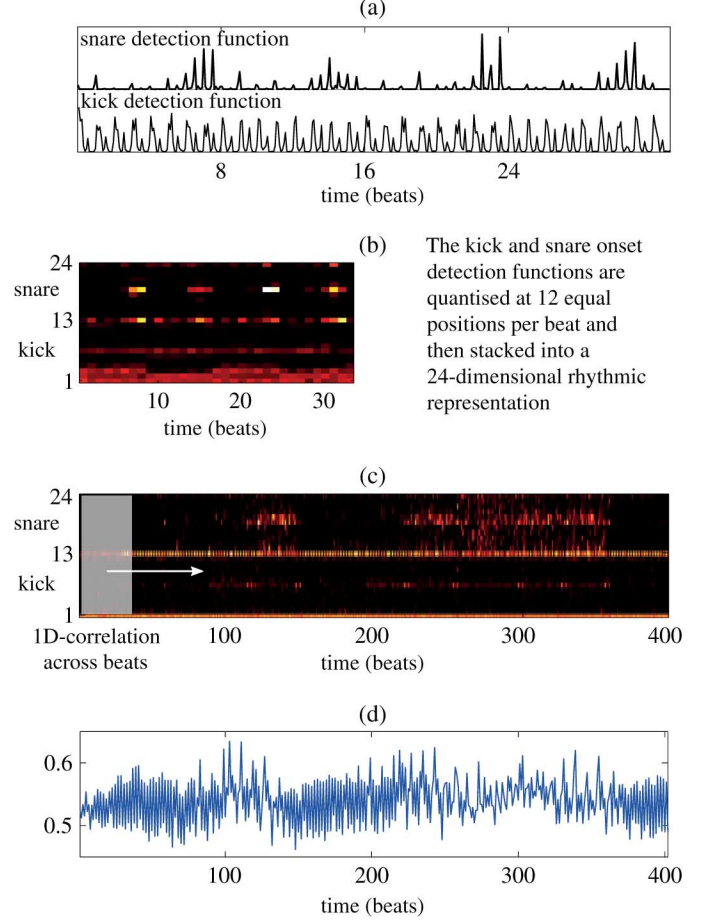 (a)
snare detection function
kick detection function
8 16 24
time (beats)
(b)
24
snare
13
kick
1
10 20 30
time (beats)
The kick and snare onset
detection functions are
quantised at 12 equal
positions per beat and
then stacked into a
24-dimensional rhythmic
representation
(c)
24
snare
13
kick
1
100 200 300 400
1D-correlation
across beats
time (beats)
(d)
0.6
0.5
100 200 300 400
time (beats)